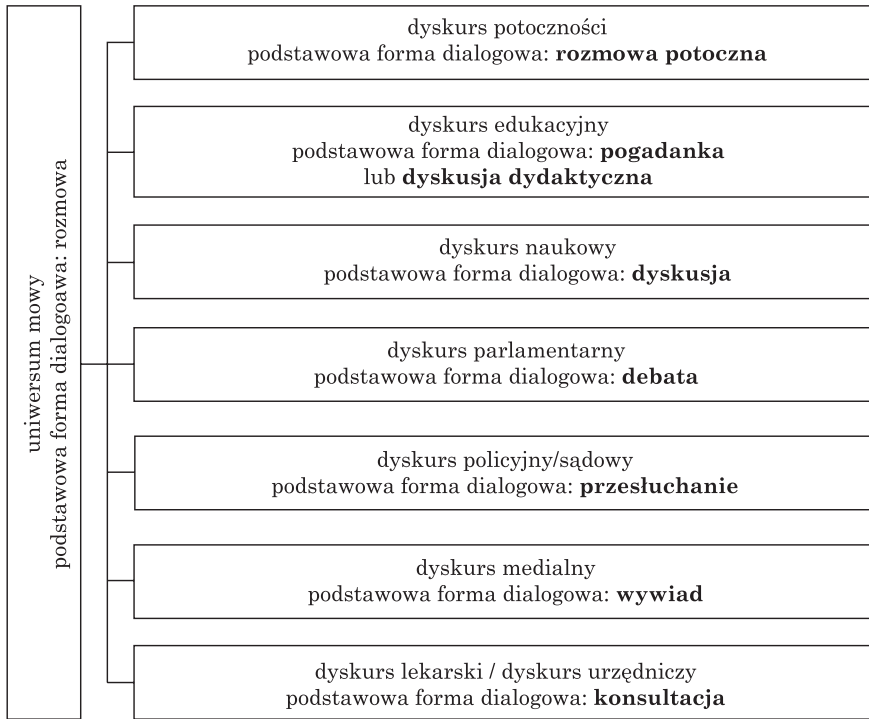 uniwersum mowy
podstawowa forma dialogoawa: rozmowa
dyskurs potoczności
podstawowa forma dialogowa: rozmowa potoczna
dyskurs edukacyjny
podstawowa forma dialogowa: pogadanka
lub dyskusja dydaktyczna
dyskurs naukowy
podstawowa forma dialogowa: dyskusja
dyskurs parlamentarny
podstawowa forma dialogowa: debata
dyskurs policyjny/sądowy
podstawowa forma dialogowa: przesłuchanie
dyskurs medialny
podstawowa forma dialogowa: wywiad
dyskurs lekarski / dyskurs urzędniczy
podstawowa forma dialogowa: konsultacja